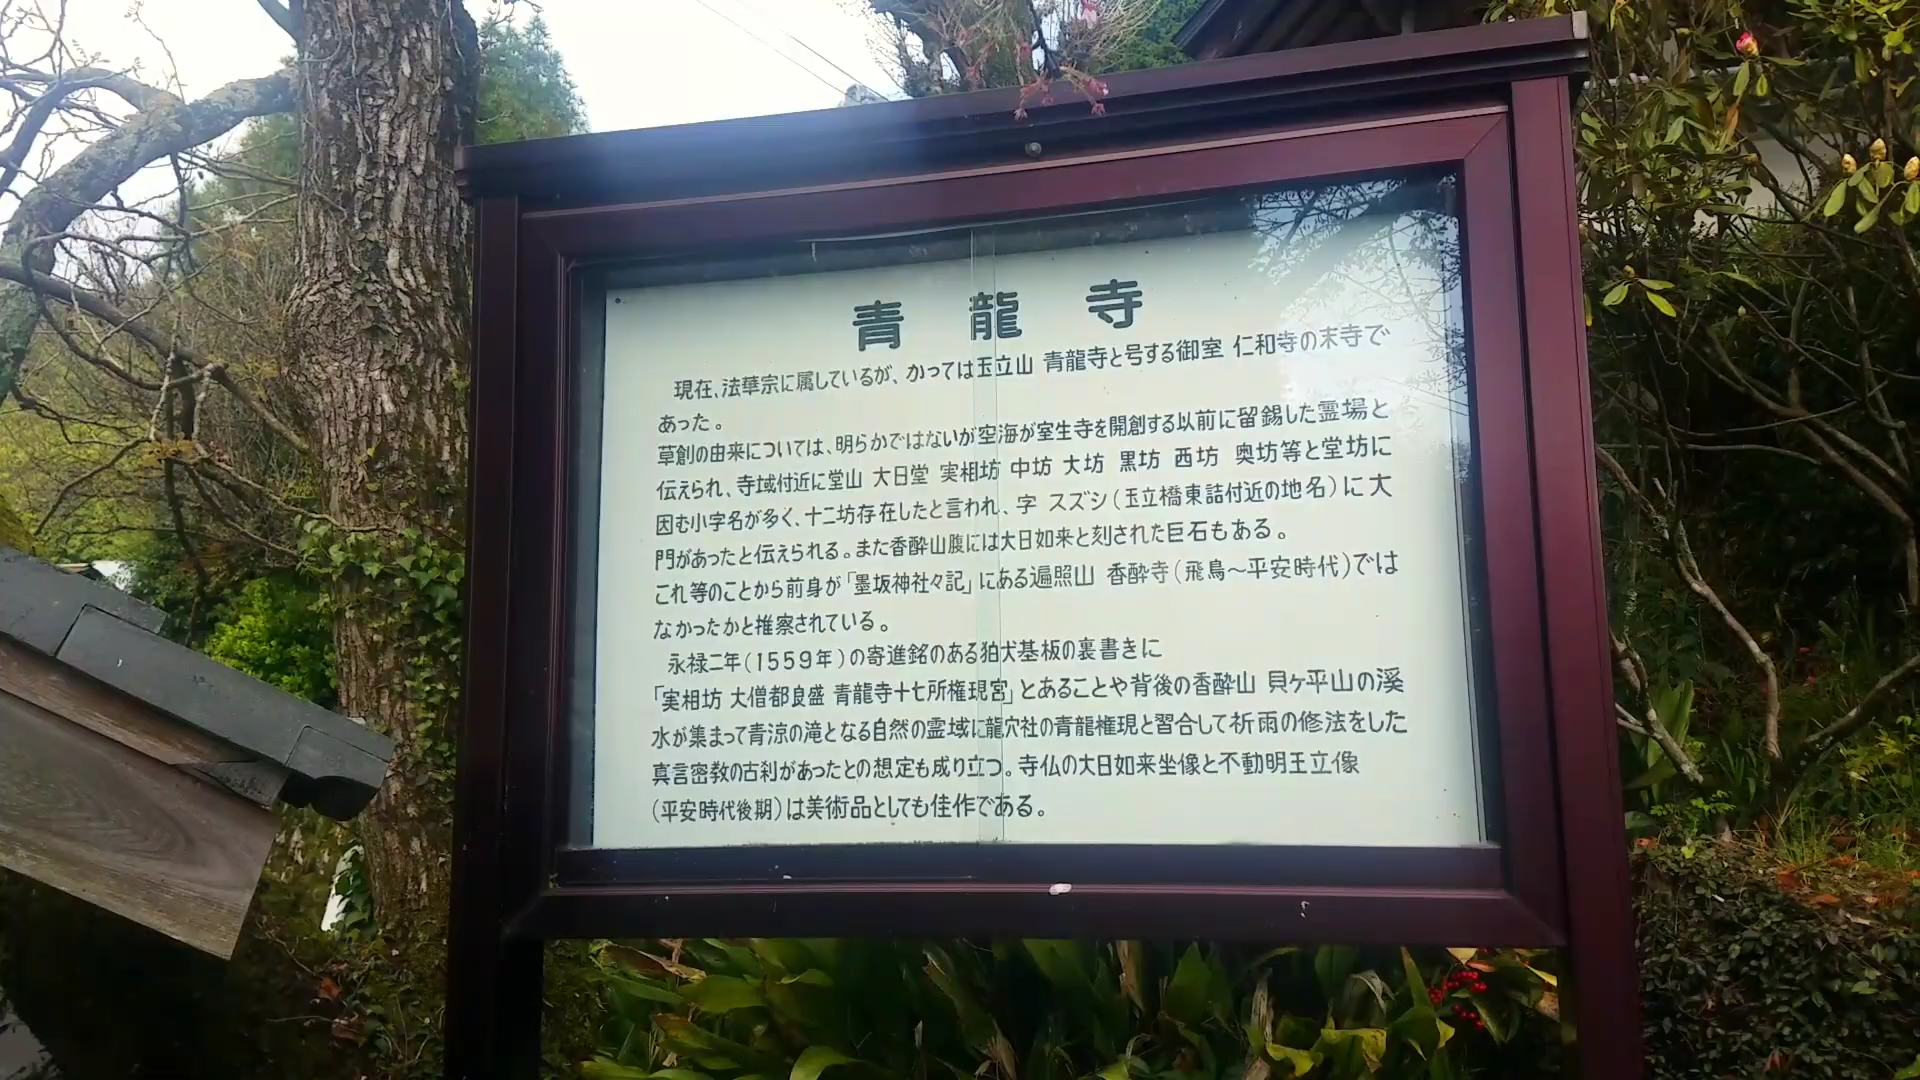 青龍寺
現在、法華宗に属しているが、かっては玉立山 青龍寺と号する御室 仁和寺の末寺で
あった。
草創の由来については、明らかではないが空海が室生寺を開創する以前に留錫した霊場と
伝えられ、寺域付近に堂山 大日堂 実相坊 中坊 大坊 黒坊 西坊 奥坊等と堂坊に
因む小字名が多く、十二坊存在したと言われ、字 スズシ(玉立橋東詰付近の地名)に大
門があったと伝えられる。また香酔山腹には大日如来と刻された巨石もある。
これ等のことから前身が「墨坂神社々記」にある遍照山 香酔寺(飛鳥～平安時代)では
なかったかと推察されている。
永禄二年(1559年)の寄進銘のある狛犬基板の裏書きに
「実相坊 大僧都良盛 青龍寺十七所権現宮」とあることや背後の香酔山 貝ヶ平山の渓
水が集まって青涼の滝となる自然の霊域に龍穴社の青龍権現と習合して祈雨の修法をした
真言密教の古刹があったとの想定も成り立つ。寺仏の大日如来坐像と不動明王立像
(平安時代後期)は美術品としても佳作である。